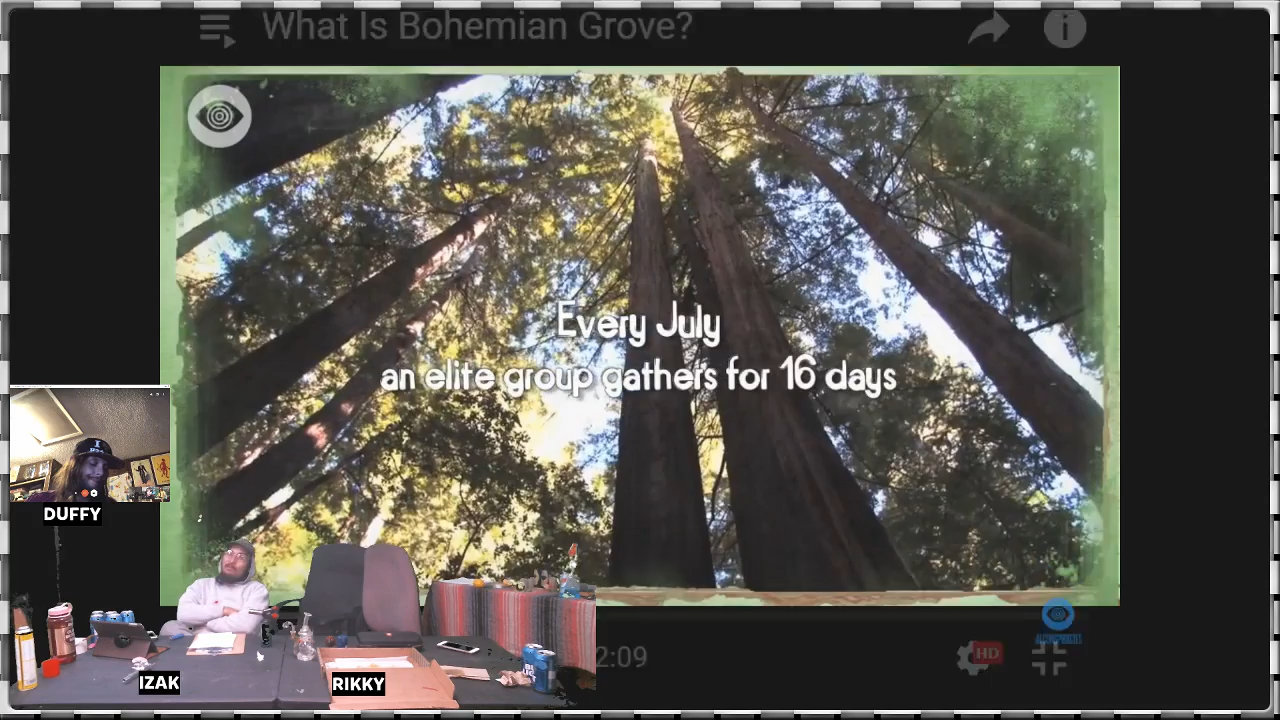 What Is Bohemian Grove?
Every July
an elite group gathers for 16 days
DUFFY
IZAK
RIKKY
2:09
HD